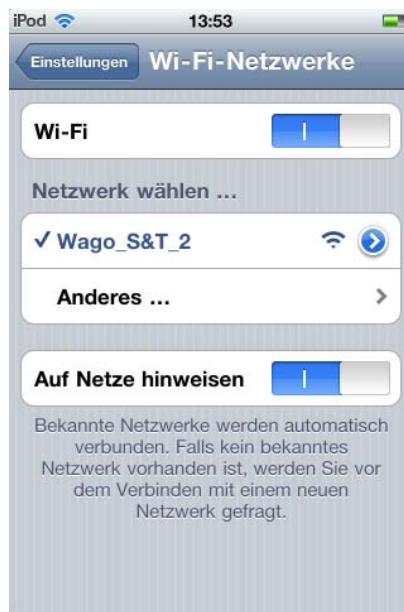 iPod 13:53
Einstellungen Wi-Fi-Netzwerke
Wi-Fi
Netzwerk wählen ...
Wago_S&T_2
Anderes ...
Auf Netze hinweisen
Bekannte Netzwerke werden automatisch
verbunden. Falls kein bekanntes
Netzwerk vorhanden ist, werden Sie vor
dem Verbinden mit einem neuen
Netzwerk gefragt.